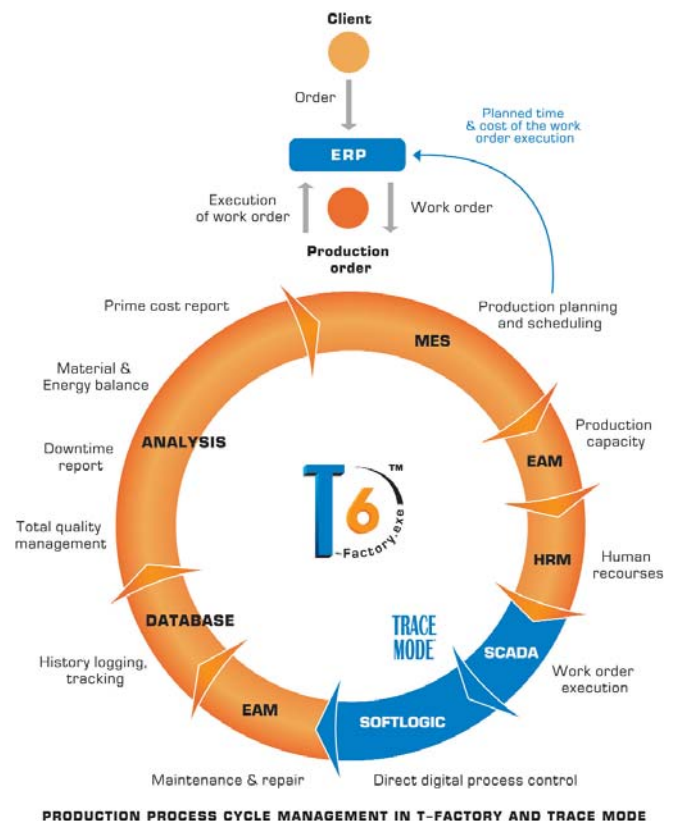 Client
Order
Planned time
& cost of the work
order execution
ERP
Execution
of work order
Work order
Production
order
Prime cost report
Production planning
and scheduling
MES
Material &
Energy balance
Production
capacity
ANALYSIS
EAM
Downtime
report
T6
TM
-Factory.exe
Total quality
management
HRM
Human
recourses
DATABASE
TRACE
MODE
SCADA
History logging,
tracking
Work order
execution
EAM
SOFTLOGIC
Maintenance & repair
Direct digital process control
PRODUCTION PROCESS CYCLE MANAGEMENT IN T-FACTORY AND TRACE MODE